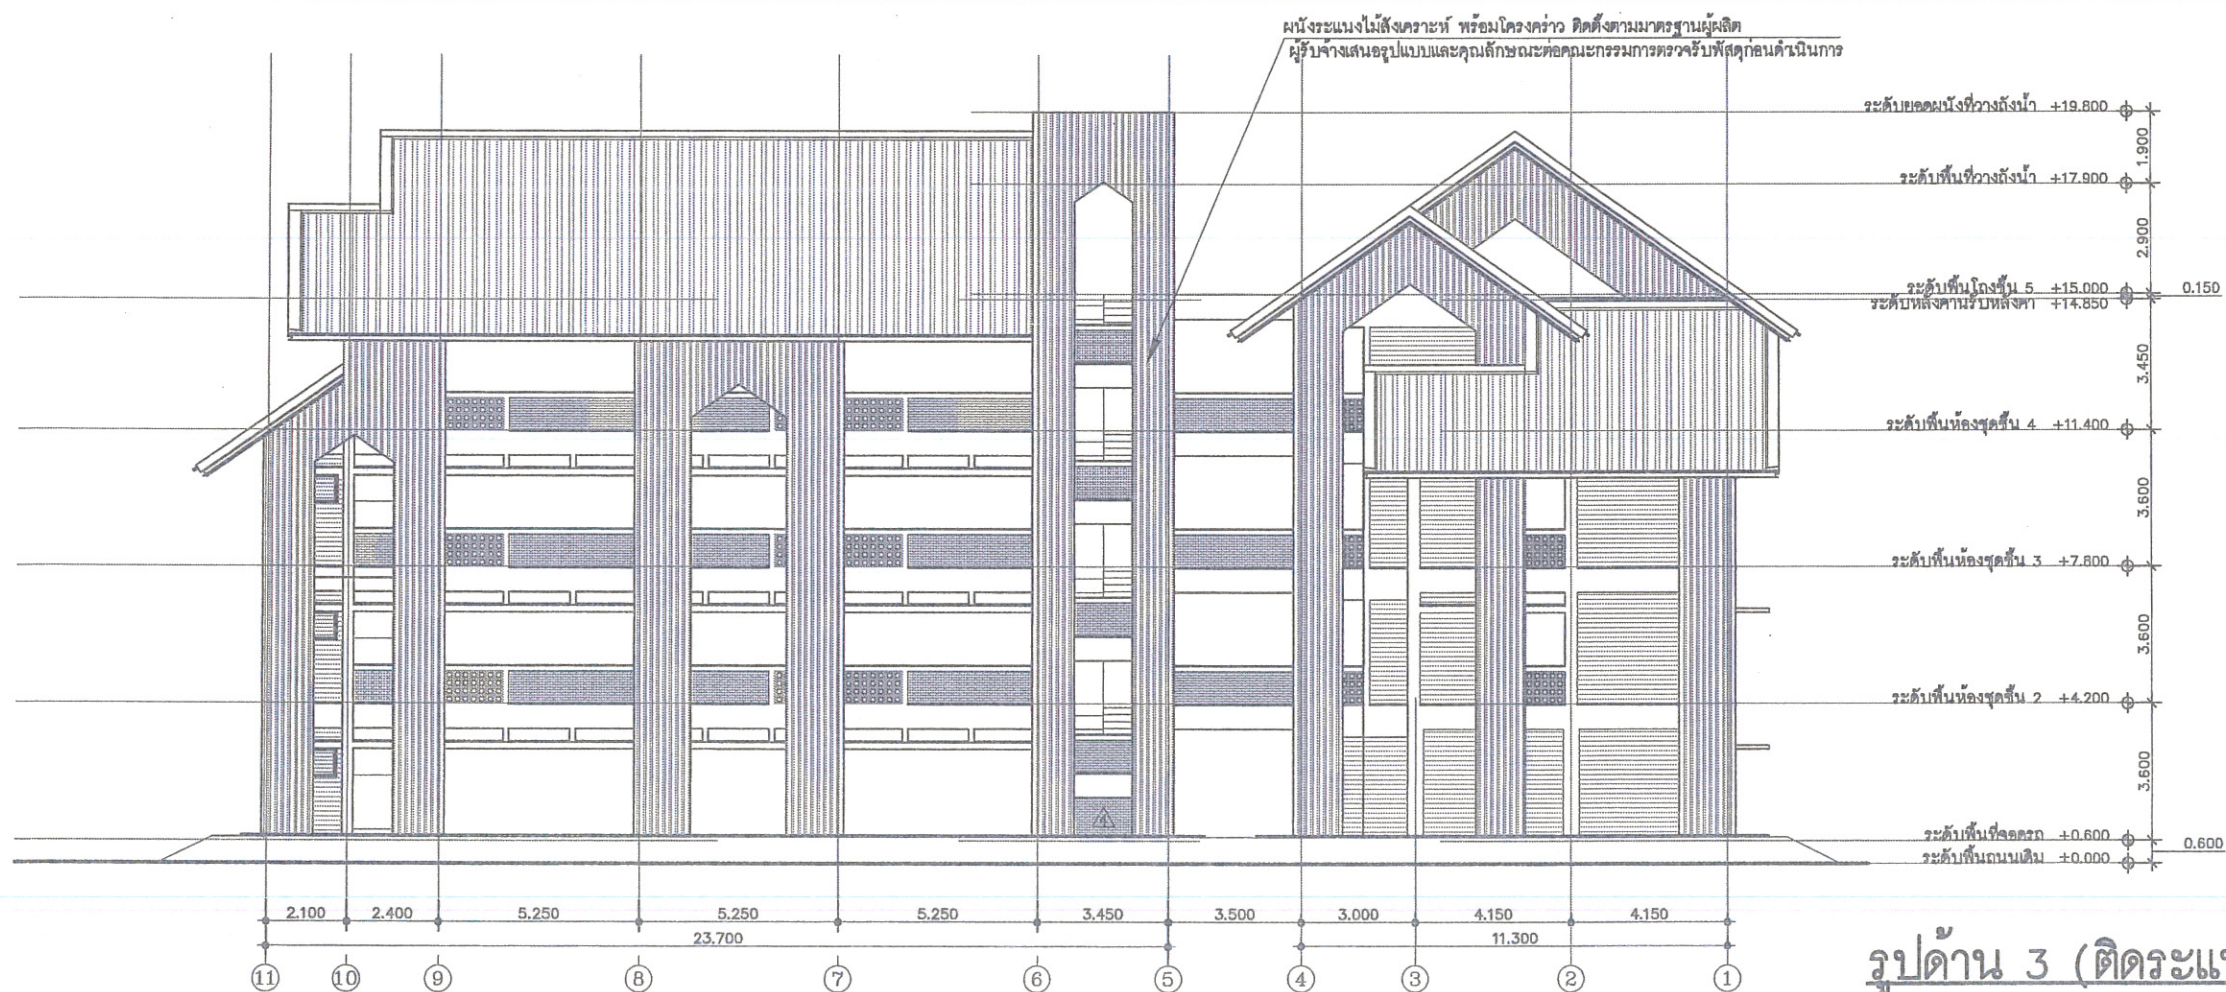 ผนังระแนงไม้สังเคราะห์ พร้อมโครงคร่าว ติดตั้งตามมาตรฐานผู้ผลิต
ผู้รับจ้างเสนอรูปแบบและคุณลักษณะต่อคณะกรรมการตรวจรับพัสดุก่อนดำเนินการ
ระดับยอดผนังที่วางถังน้ำ +19.800
1.900
ระดับพื้นที่วางถังน้ำ +17.900
2.900
ระดับพื้นโถงชั้น 5 +15.000
0.150
ระดับหลังคานรับหลังคา +14.850
3.450
ระดับพื้นห้องชุดชั้น 4 +11.400
3.600
ระดับพื้นห้องชุดชั้น 3 +7.800
3.600
ระดับพื้นห้องชุดชั้น 2 +4.200
3.600
ระดับพื้นที่จอดรถ +0.600
0.600
ระดับพื้นถนนเดิม ±0.000
2.100 2.400 5.250 5.250 5.250 3.450 3.500 3.000 4.150 4.150
23.700 11.300
11 10 9 8 7 6 5 4 3 2 1
รูปด้าน 3 (ติดระแน